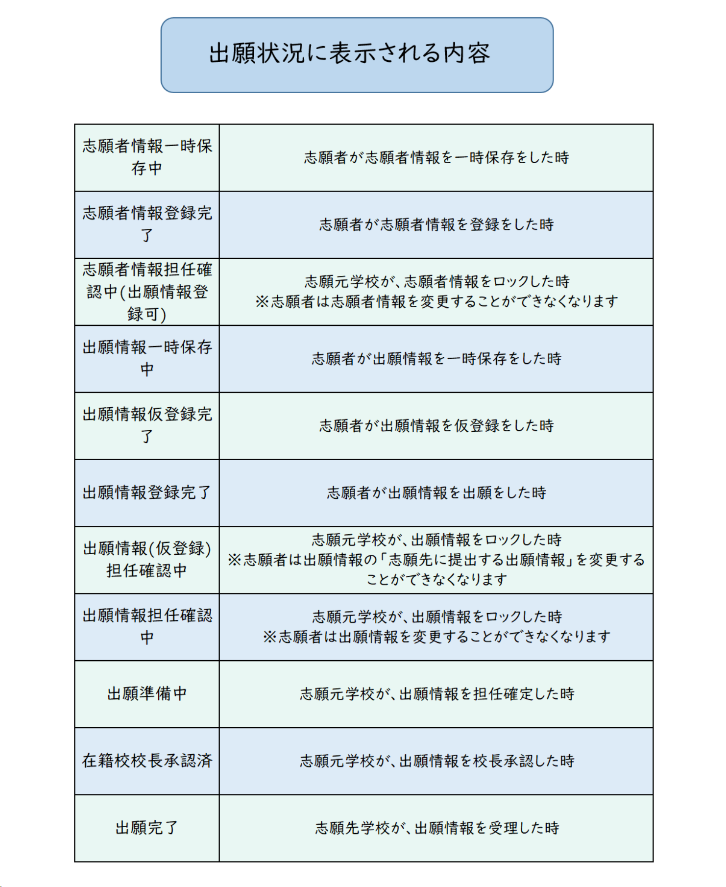 出願状況に表示される内容
志願者情報一時保
存中
志願者が志願者情報を一時保存をした時
志願者情報登録完
了
志願者が志願者情報を登録をした時
志願者情報担任確
認中(出願情報登
録可)
志願元学校が、志願者情報をロックした時
※志願者は志願者情報を変更することができなくなります
出願情報一時保存
中
志願者が出願情報を一時保存をした時
出願情報仮登録完
了
志願者が出願情報を仮登録をした時
出願情報登録完了
志願者が出願情報を出願をした時
出願情報(仮登録)
担任確認中
志願元学校が、出願情報をロックした時
※志願者は出願情報の「志願先に提出する出願情報」を変更する
ことができなくなります
出願情報担任確認
中
志願元学校が、出願情報をロックした時
※志願者は出願情報を変更することができなくなります
出願準備中
志願元学校が、出願情報を担任確定した時
在籍校校長承認済
志願元学校が、出願情報を校長承認した時
出願完了
志願先学校が、出願情報を受理した時